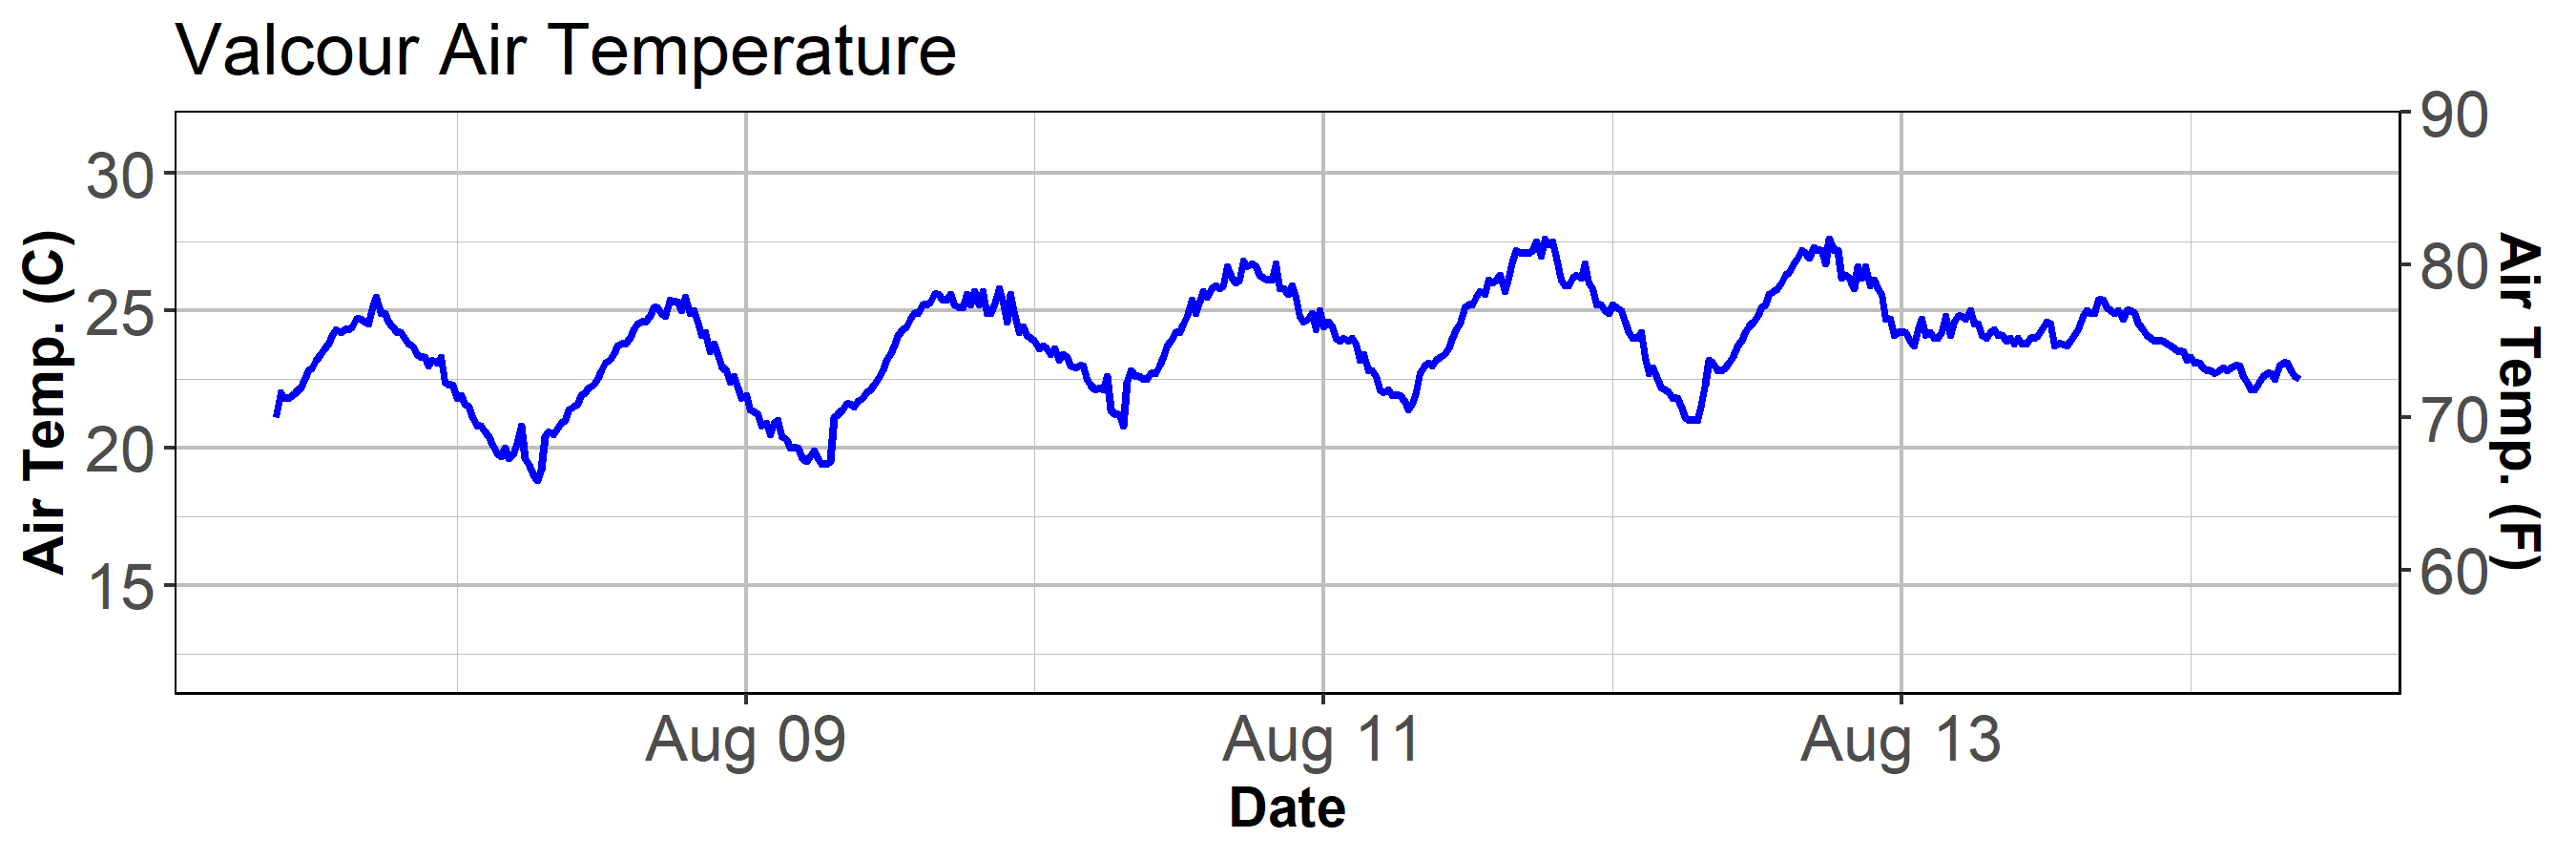 Valcour Air Temperature
Air Temp. (C)
30
25
20
15
90
80
70
60
Air Temp. (F)
Aug 09
Aug 11
Aug 13
Date